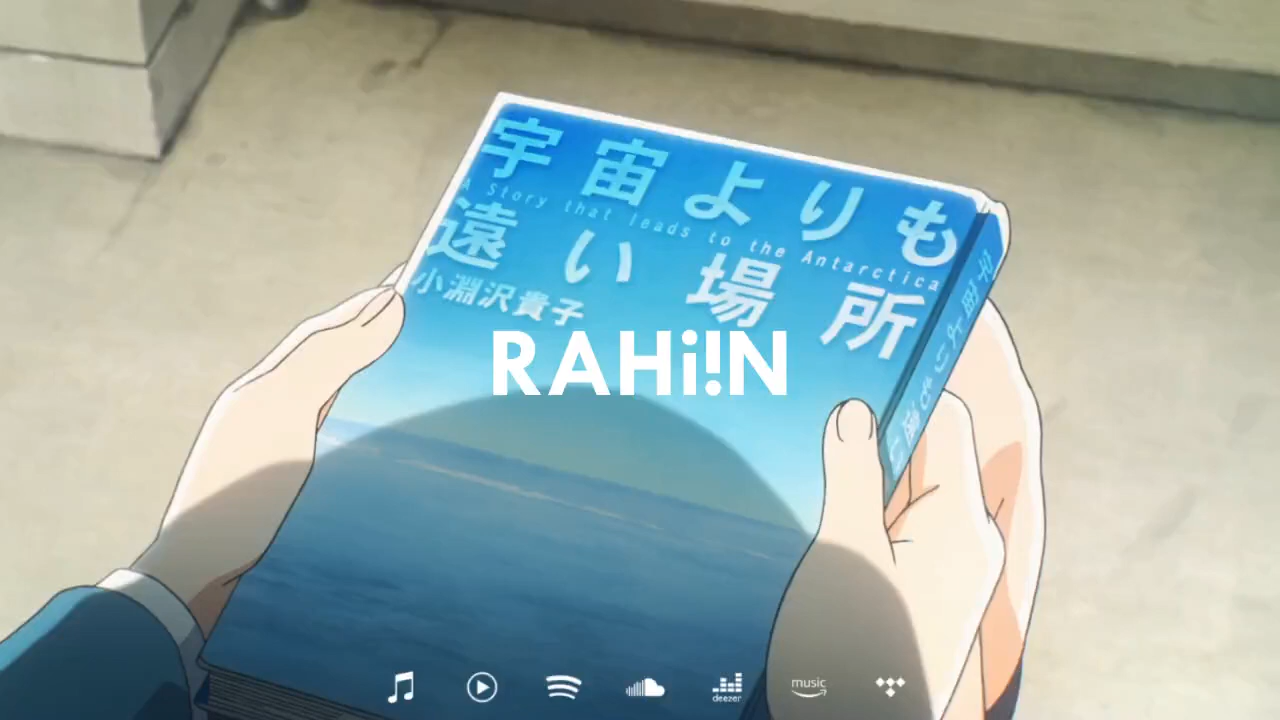 宇宙よりも
A Story that leads to the Antarctica
遠い場所
小淵沢貴子
RAHi!N
deezer
music